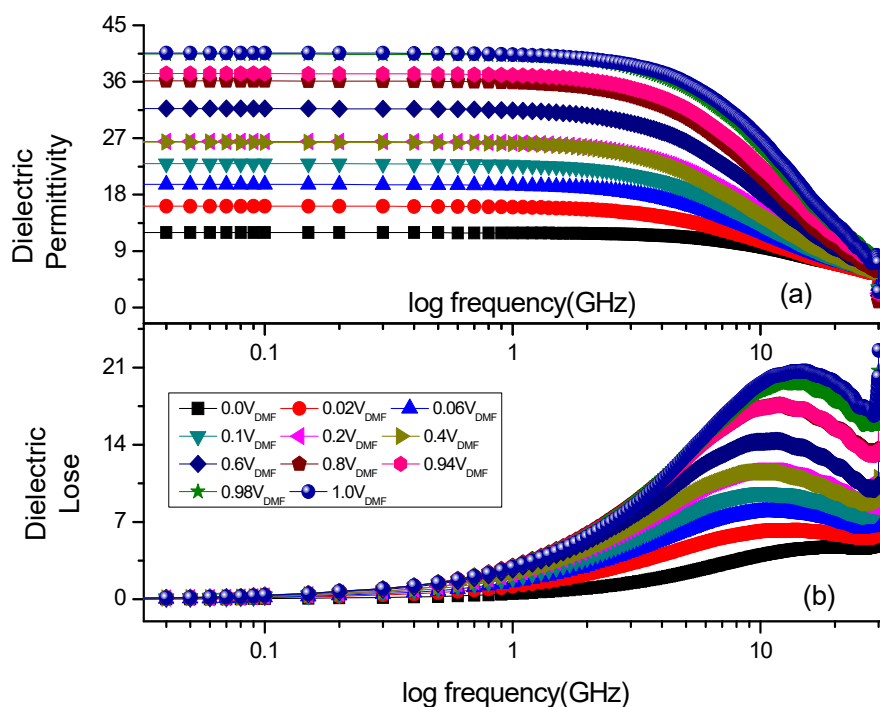 45
36
27
18
9
0
Dielectric
Permittivity
log frequency(GHz)
(a)
0.1
1
10
21
14
7
0
Dielectric
Lose
0.0V_DMF 0.02V_DMF 0.06V_DMF
0.1V_DMF 0.2V_DMF 0.4V_DMF
0.6V_DMF 0.8V_DMF 0.94V_DMF
0.98V_DMF 1.0V_DMF
(b)
0.1
1
10
log frequency(GHz)